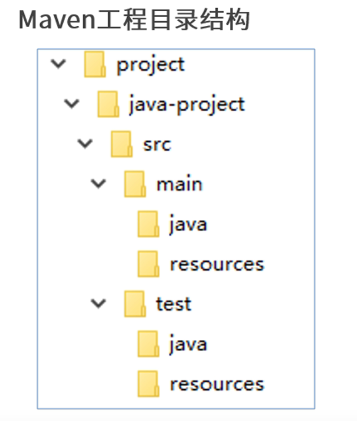 Maven工程目录结构
project
java-project
src
main
java
resources
test
java
resources